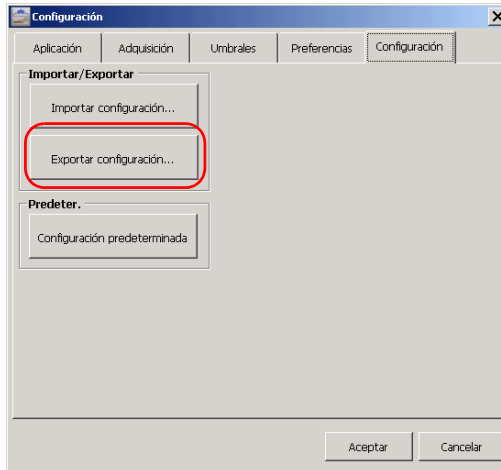 Configuración
Aplicación Adquisición Umbrales Preferencias Configuración
Importar/Exportar
Importar configuración...
Exportar configuración...
Predeter.
Configuración predeterminada
Aceptar Cancelar